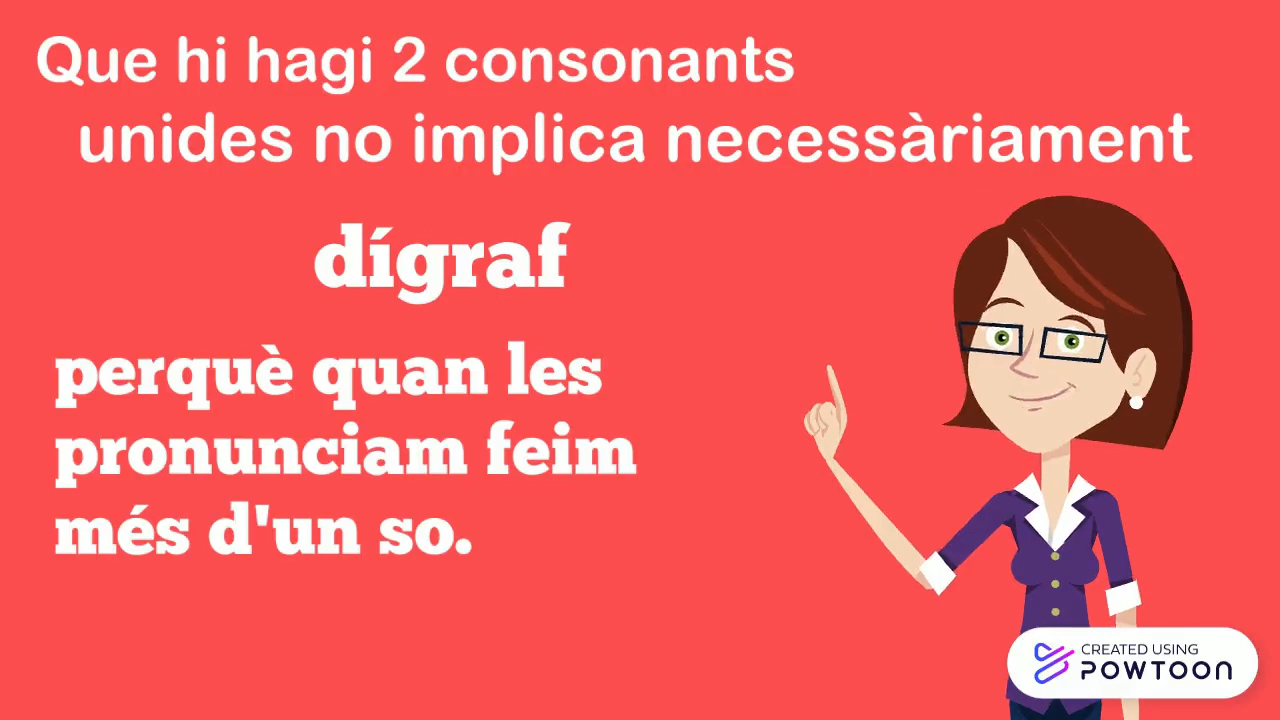 Que hi hagi 2 consonants
unides no implica necessàriament
dígraf
perquè quan les
pronunciam feim
més d'un so.
CREATED USING
POWTOON